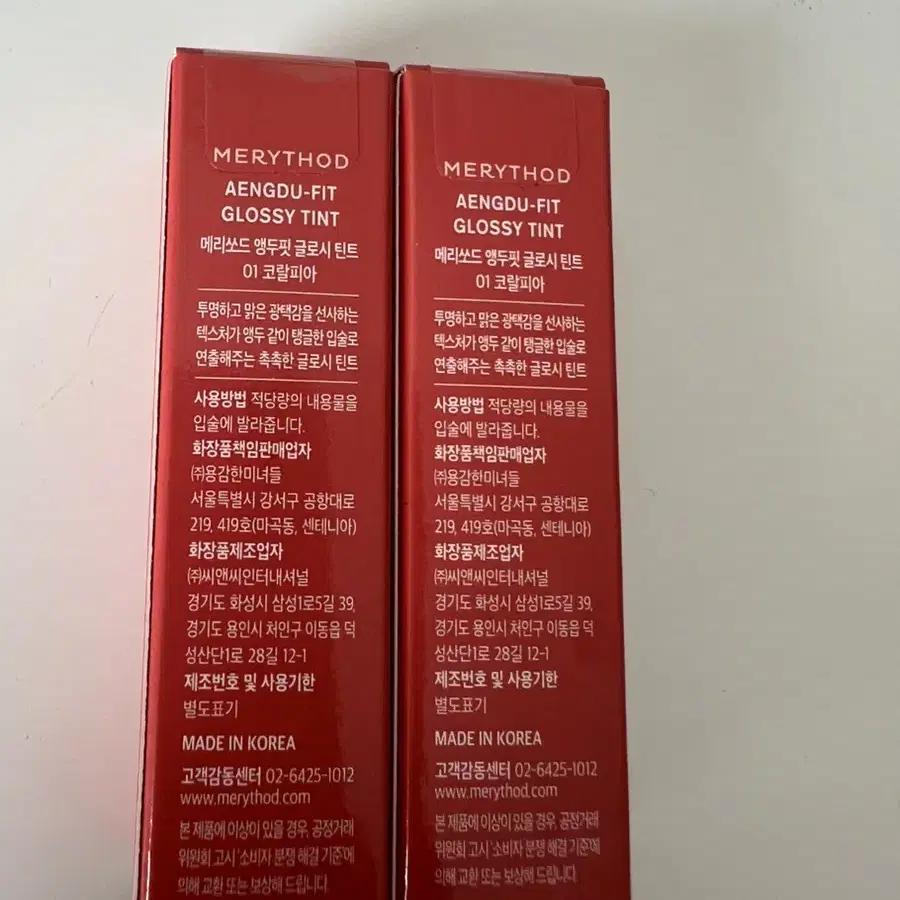 MERYTHOD
AENGDU-FIT
GLOSSY TINT
메리쏘드 앵두핏 글로시 틴트
01 코랄피아
투명하고 맑은 광택감을 선사하는
텍스처가 앵두 같이 탱글한 입술로
연출해주는 촉촉한 글로시 틴트
사용방법 적당량의 내용물을
입술에 발라줍니다.
화장품책임판매업자
㈜용감한미녀들
서울특별시 강서구 공항대로
219, 419호(마곡동, 센테니아)
화장품제조업자
㈜씨앤씨인터내셔널
경기도 화성시 삼성1로5길 39,
경기도 용인시 처인구 이동읍 덕
성산단1로 28길 12-1
제조번호 및 사용기한
별도표기
MADE IN KOREA
고객감동센터 02-6425-1012
www.merythod.com
본 제품에 이상이 있을 경우, 공정거래
위원회 고시 '소비자 분쟁 해결 기준'에
의해 교환 또는 보상해 드립니다.
MERYTHOD
AENGDU-FIT
GLOSSY TINT
메리쏘드 앵두핏 글로시 틴트
01 코랄피아
투명하고 맑은 광택감을 선사하는
텍스처가 앵두 같이 탱글한 입술로
연출해주는 촉촉한 글로시 틴트
사용방법 적당량의 내용물을
입술에 발라줍니다.
화장품책임판매업자
㈜용감한미녀들
서울특별시 강서구 공항대로
219, 419호(마곡동, 센테니아)
화장품제조업자
㈜씨앤씨인터내셔널
경기도 화성시 삼성1로5길 39,
경기도 용인시 처인구 이동읍 덕
성산단1로 28길 12-1
제조번호 및 사용기한
별도표기
MADE IN KOREA
고객감동센터 02-6425-1012
www.merythod.com
본 제품에 이상이 있을 경우, 공정거래
위원회 고시 '소비자 분쟁 해결 기준'에
의해 교환 또는 보상해 드립니다.